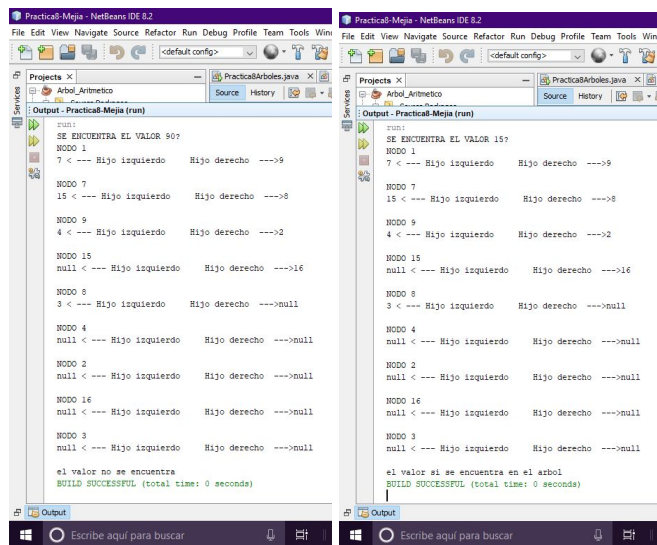 Practica8-Mejia - NetBeans IDE 8.2
File Edit View Navigate Source Refactor Run Debug Profile Team Tools
<default config>
Projects
Practica8Arboles.java
Services
Arbol_Aritmetico
Source History
Output - Practica8-Mejia (run)
run:
SE ENCUENTRA EL VALOR 90?
NODO 1
7 < --- Hijo izquierdo Hijo derecho --->9
NODO 7
15 < --- Hijo izquierdo Hijo derecho --->8
NODO 9
4 < --- Hijo izquierdo Hijo derecho --->2
NODO 15
null < --- Hijo izquierdo Hijo derecho --->16
NODO 8
3 < --- Hijo izquierdo Hijo derecho --->null
NODO 4
null < --- Hijo izquierdo Hijo derecho --->null
NODO 2
null < --- Hijo izquierdo Hijo derecho --->null
NODO 16
null < --- Hijo izquierdo Hijo derecho --->null
NODO 3
null < --- Hijo izquierdo Hijo derecho --->null
el valor no se encuentra
BUILD SUCCESSFUL (total time: 0 seconds)
Output
Escribe aquí para buscar
Practica8-Mejia - NetBeans IDE 8.2
File Edit View Navigate Source Refactor Run Debug Profile Team Tools
<default config>
Projects
Practica8Arboles.java
Services
Arbol_Aritmetico
Source History
Output - Practica8-Mejia (run)
run:
SE ENCUENTRA EL VALOR 15?
NODO 1
7 < --- Hijo izquierdo Hijo derecho --->9
NODO 7
15 < --- Hijo izquierdo Hijo derecho --->8
NODO 9
4 < --- Hijo izquierdo Hijo derecho --->2
NODO 15
null < --- Hijo izquierdo Hijo derecho --->16
NODO 8
3 < --- Hijo izquierdo Hijo derecho --->null
NODO 4
null < --- Hijo izquierdo Hijo derecho --->null
NODO 2
null < --- Hijo izquierdo Hijo derecho --->null
NODO 16
null < --- Hijo izquierdo Hijo derecho --->null
NODO 3
null < --- Hijo izquierdo Hijo derecho --->null
el valor si se encuentra en el arbol
BUILD SUCCESSFUL (total time: 0 seconds)
Output
Escribe aquí para buscar